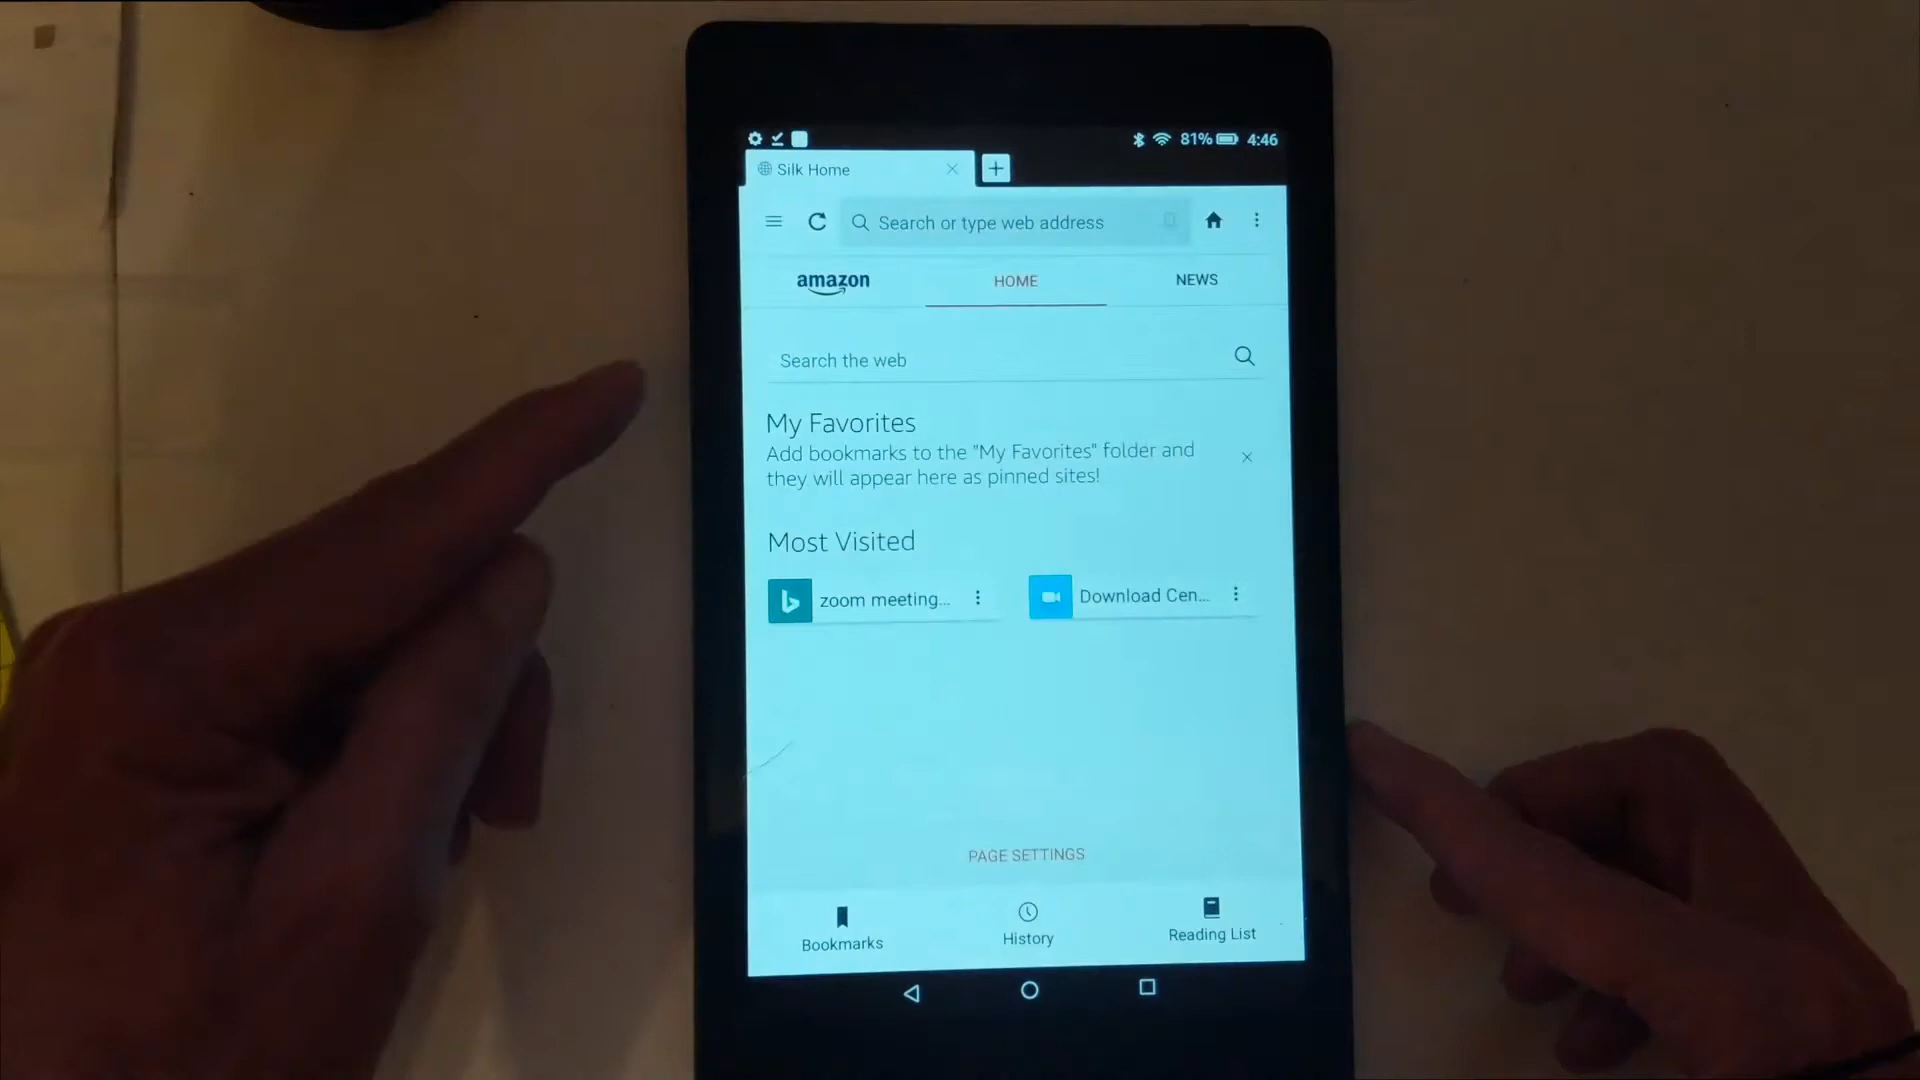 81% 4:46
Silk Home
Search or type web address
amazon HOME NEWS
Search the web
My Favorites
Add bookmarks to the "My Favorites" folder and
they will appear here as pinned sites!
Most Visited
zoom meeting... Download Cen...
PAGE SETTINGS
Bookmarks History Reading List